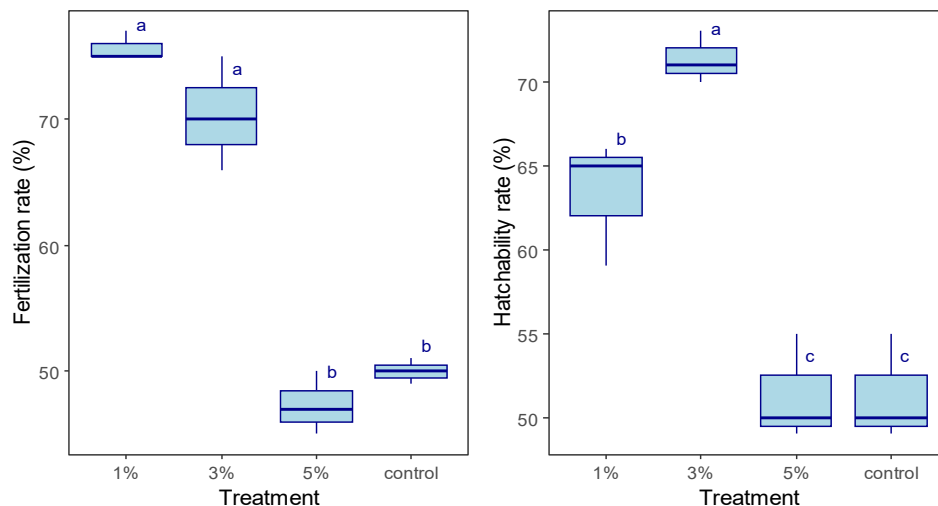 Fertilization rate (%)
70
60
50
a
a
b
b
1%
3%
5%
control
Treatment
Hatchability rate (%)
70
65
60
55
50
b
a
c
c
1%
3%
5%
control
Treatment